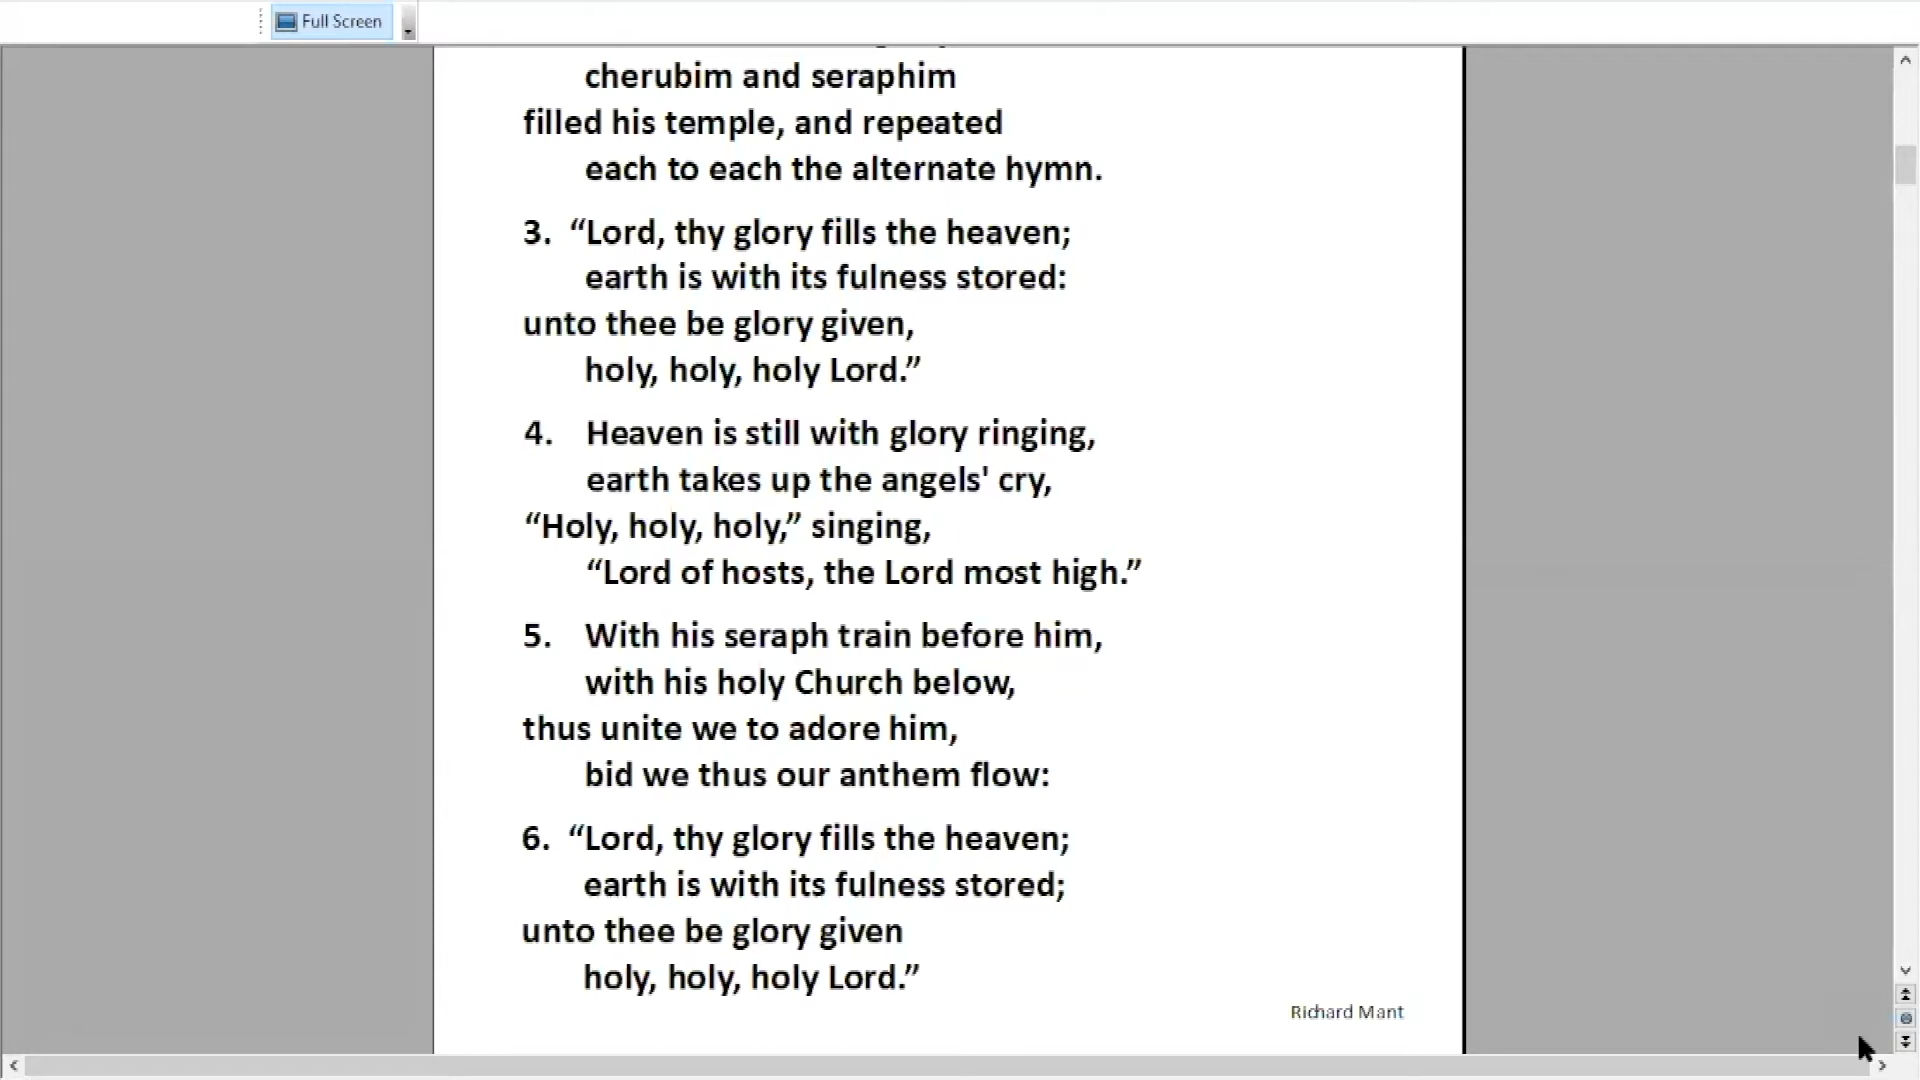 Full Screen
cherubim and seraphim
filled his temple, and repeated
each to each the alternate hymn.
3. “Lord, thy glory fills the heaven;
earth is with its fulness stored:
unto thee be glory given,
holy, holy, holy Lord.”
4. Heaven is still with glory ringing,
earth takes up the angels' cry,
“Holy, holy, holy,” singing,
“Lord of hosts, the Lord most high.”
5. With his seraph train before him,
with his holy Church below,
thus unite we to adore him,
bid we thus our anthem flow:
6. “Lord, thy glory fills the heaven;
earth is with its fulness stored;
unto thee be glory given
holy, holy, holy Lord.”
Richard Mant